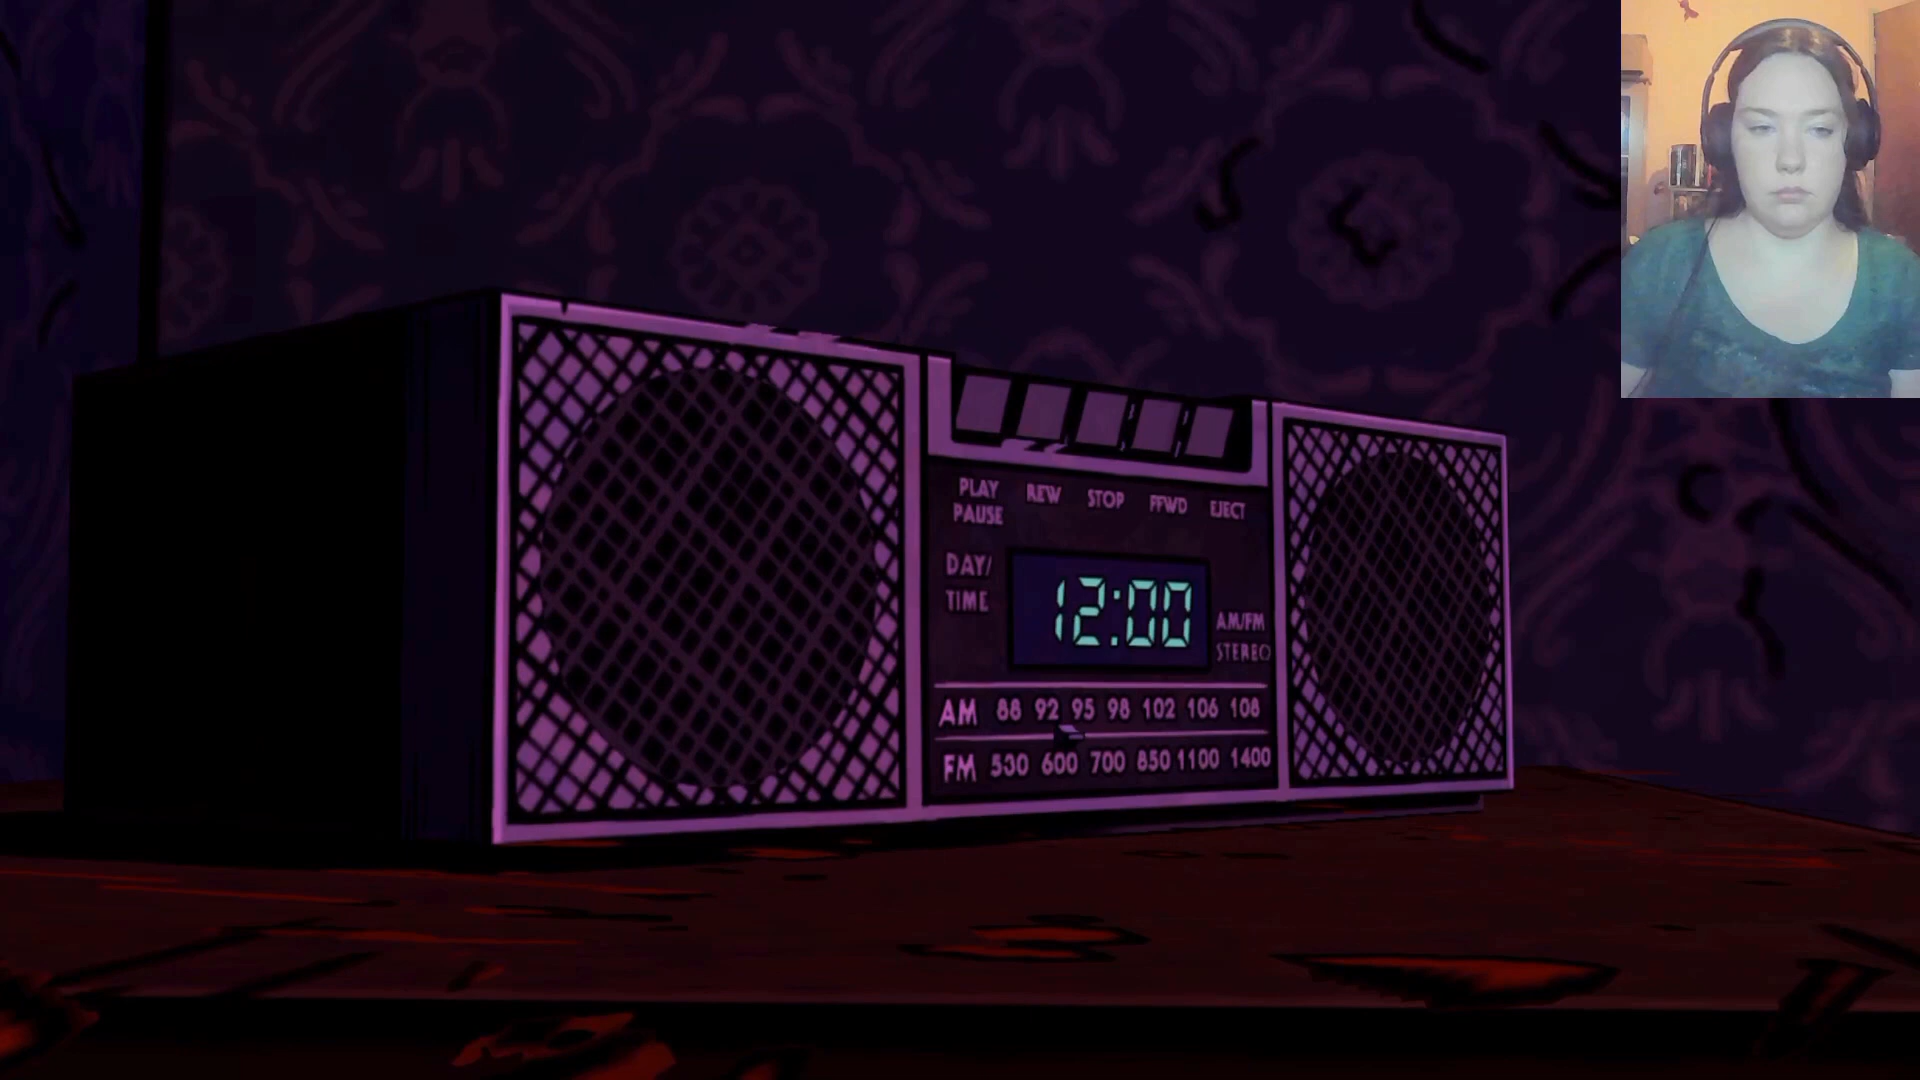 PLAY PAUSE REW STOP FFWD EJECT
DAY/
TIME
12:00
AM/FM
STEREO
AM 88 92 95 98 102 106 108
FM 530 600 700 850 1100 1400